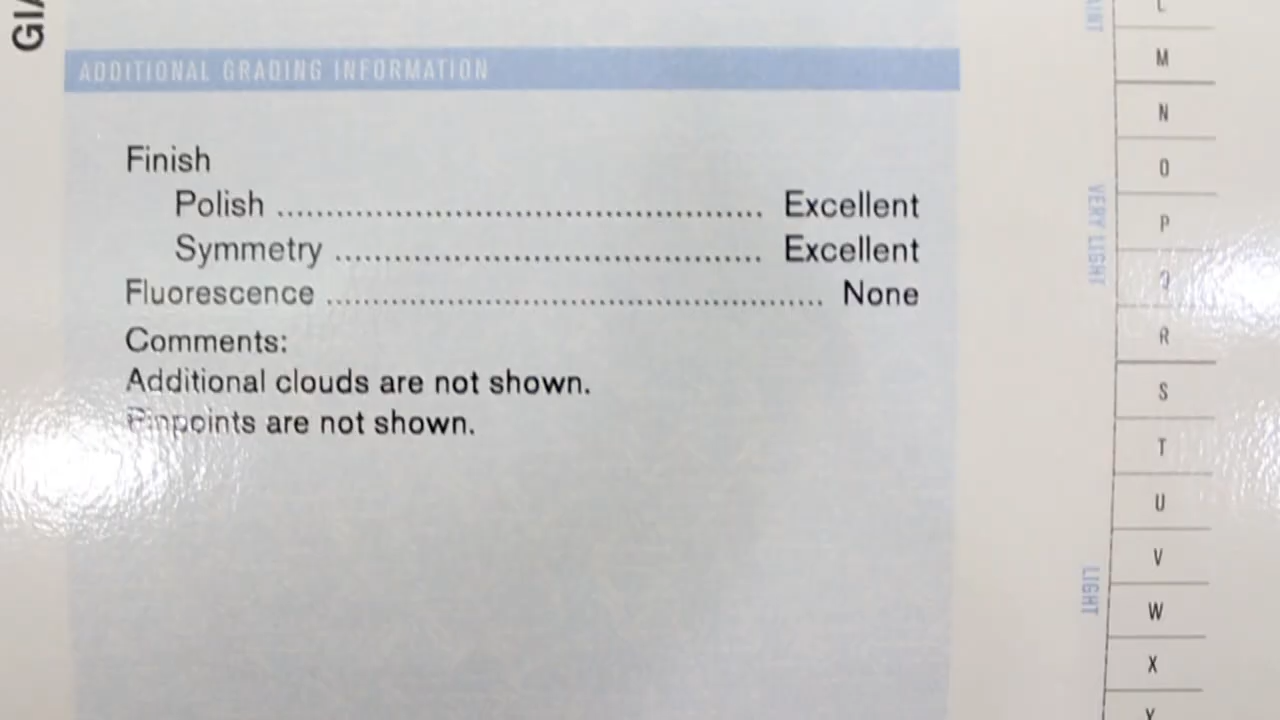 GIA
ADDITIONAL GRADING INFORMATION
Finish
Polish ................................................ Excellent
Symmetry .......................................... Excellent
Fluorescence ................................................. None
Comments:
Additional clouds are not shown.
Pinpoints are not shown.
L
M
N
O
P
Q
R
S
T
U
V
W
X
Y
VERY LIGHT
LIGHT